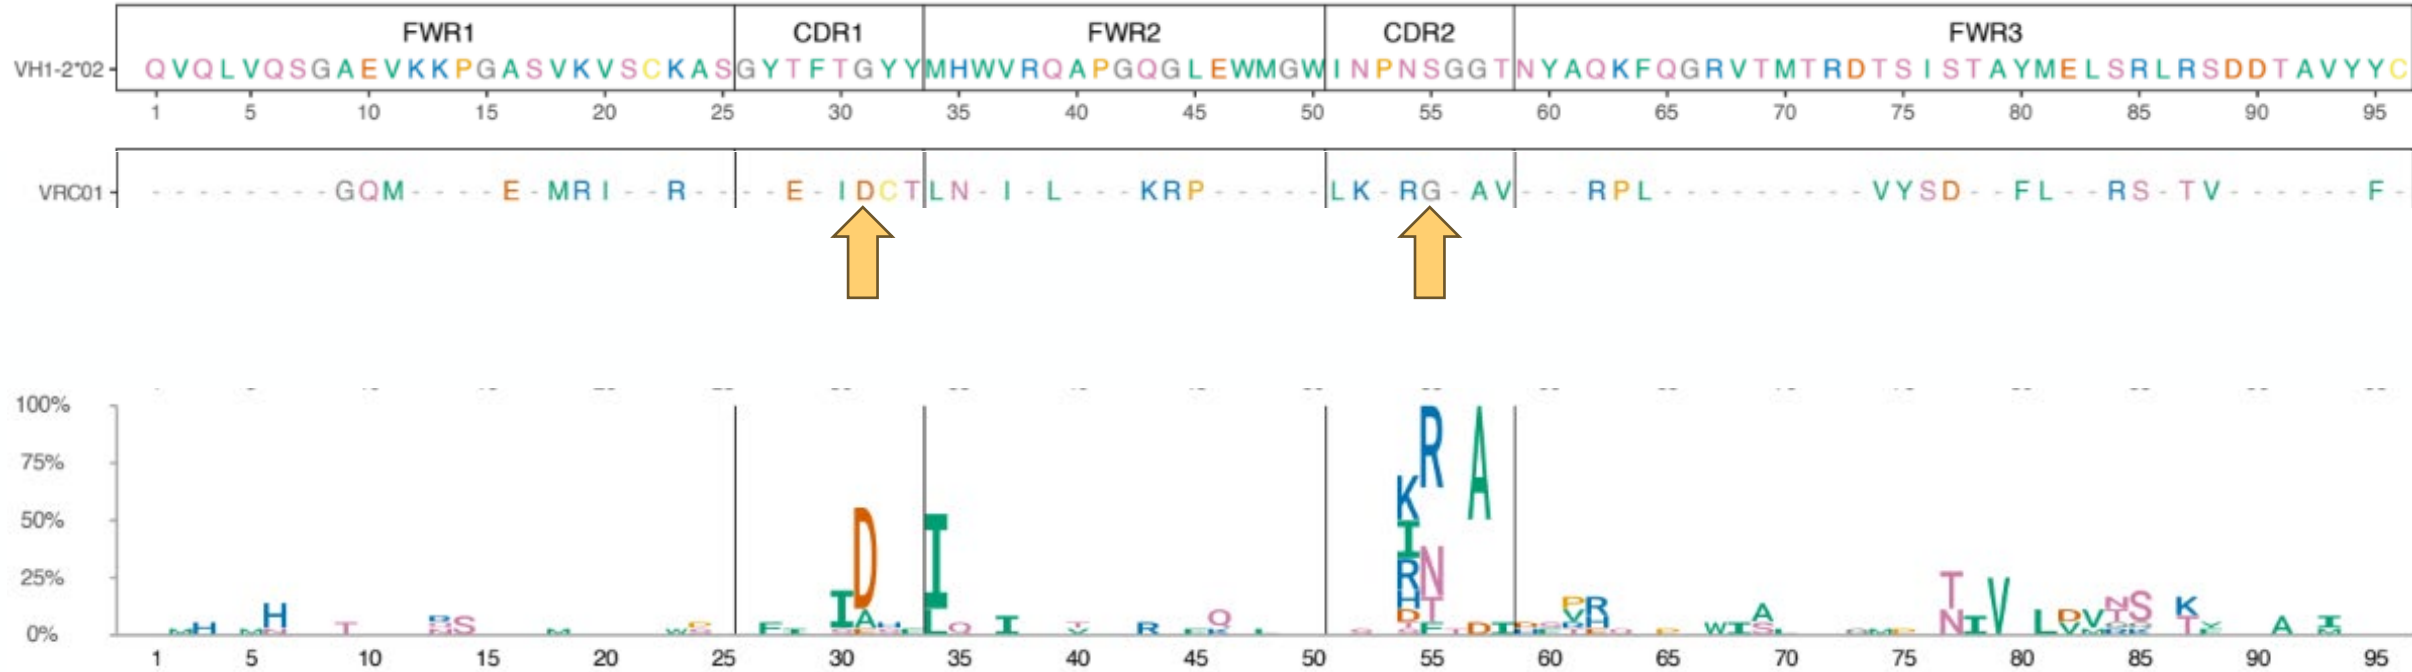 FWR1 CDR1 FWR2 CDR2 FWR3
VH1-2*02 QVQLVQSGAEVKKPGASVKVSCKASGYTFTGYYMHWVRQAPGQGLEWMGWINPNSGGTNYAQKFQGRVTMTRDTSISTAYMELSRLRSDDTAVYYC
1 5 10 15 20 25 30 35 40 45 50 55 60 65 70 75 80 85 90 95
VRC01 --------GQM----E-MRI--R----E-IDCTLN-I-L---KRP-----LK-RG-AV---RPL---------VYSD--FL--RS-TV------F-
100%
75%
50%
25%
0%
H H T S I D A I L Q I R Q K I R H D R N T A D I P V R W I A T N I V L D V N T S K T A I
1 5 10 15 20 25 30 35 40 45 50 55 60 65 70 75 80 85 90 95